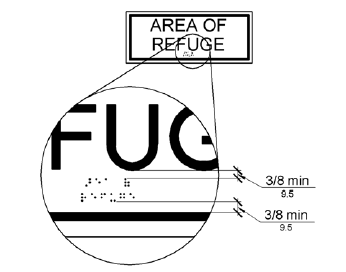 AREA OF
REFUGE
FUG
3/8 min
9.5
3/8 min
9.5